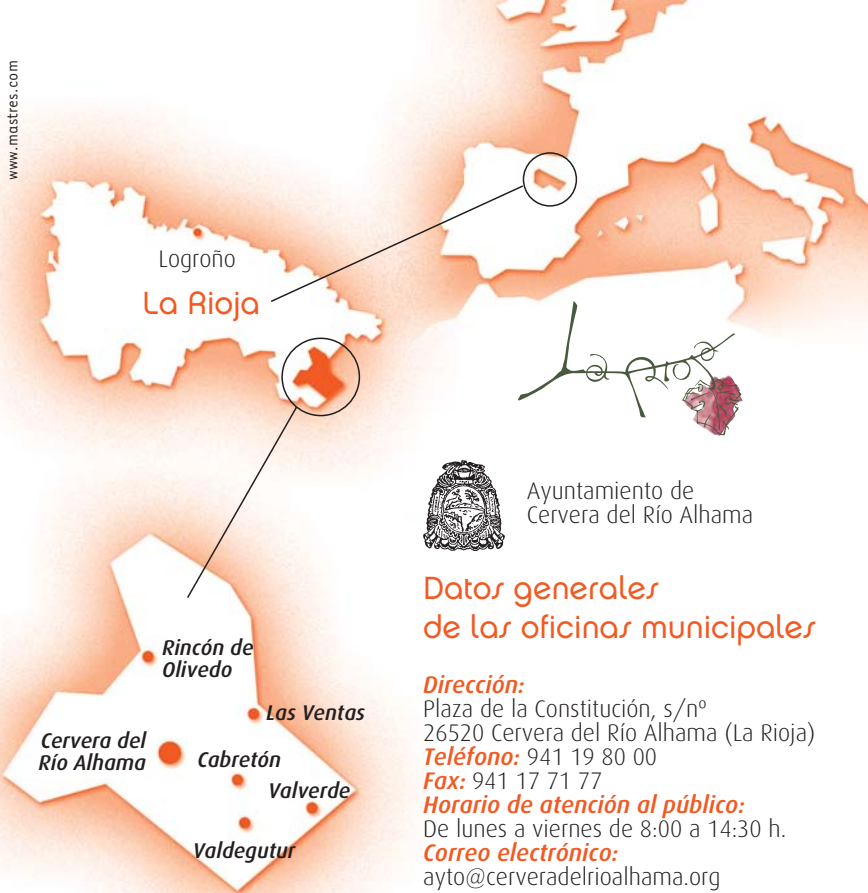 www.mastres.com
Logroño
La Rioja
La Rioja
Ayuntamiento de
Cervera del Río Alhama
Datos generales
de las oficinas municipales
Dirección:
Plaza de la Constitución, s/nº
26520 Cervera del Río Alhama (La Rioja)
Teléfono: 941 19 80 00
Fax: 941 17 71 77
Horario de atención al público:
De lunes a viernes de 8:00 a 14:30 h.
Correo electrónico:
ayto@cerveradelrioalhama.org
Rincón de
Olivedo
Las Ventas
Cervera del
Río Alhama
Cabretón
Valverde
Valdegutur